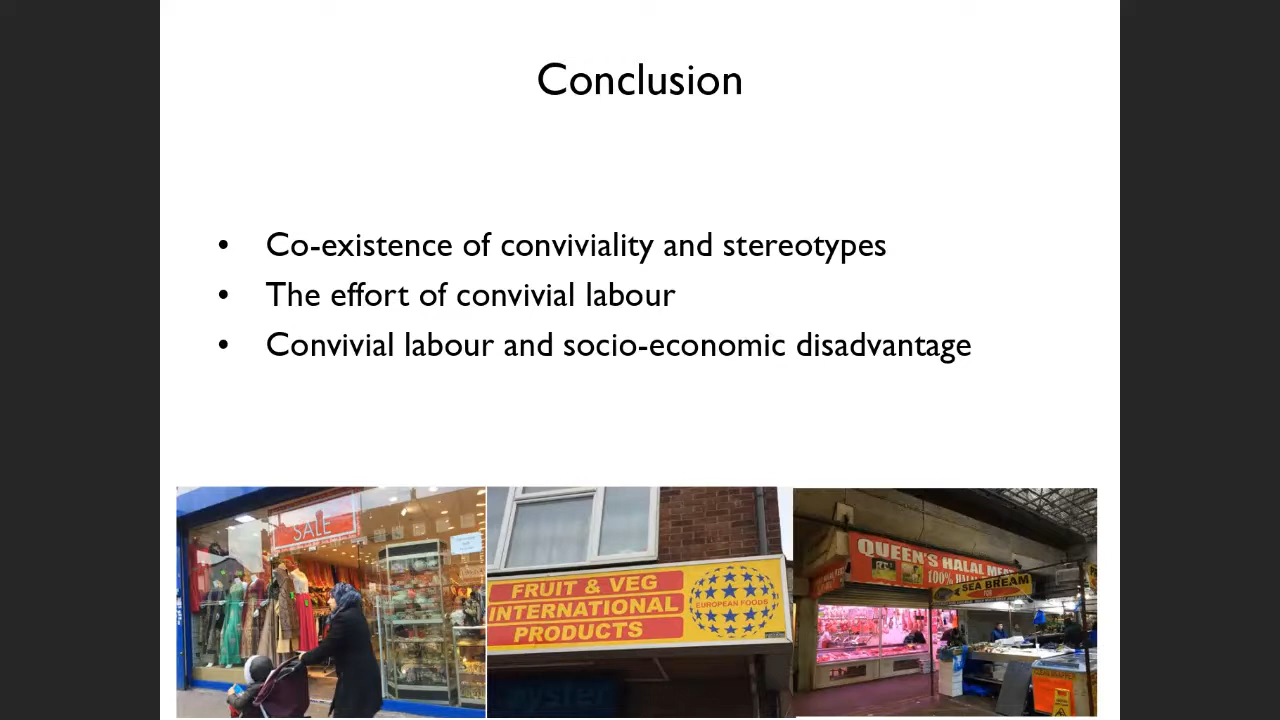 Conclusion
• Co-existence of conviviality and stereotypes
• The effort of convivial labour
• Convivial labour and socio-economic disadvantage
SALE
FRUIT & VEG
INTERNATIONAL
PRODUCTS
EUROPEAN FOODS
oyster
QUEEN'S HALAL
100%
SEA BREAM